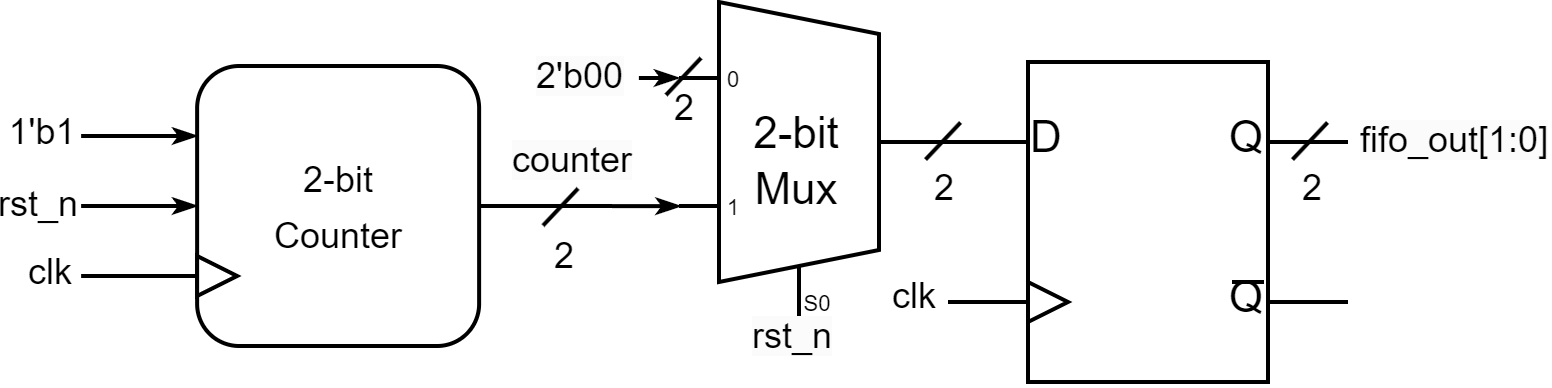 1'b1
rst_n
clk
2-bit
Counter
counter
2
2'b00
2
0
1
2-bit
Mux
S0
rst_n
2
clk
D
Q
Q
2
fifo_out[1:0]